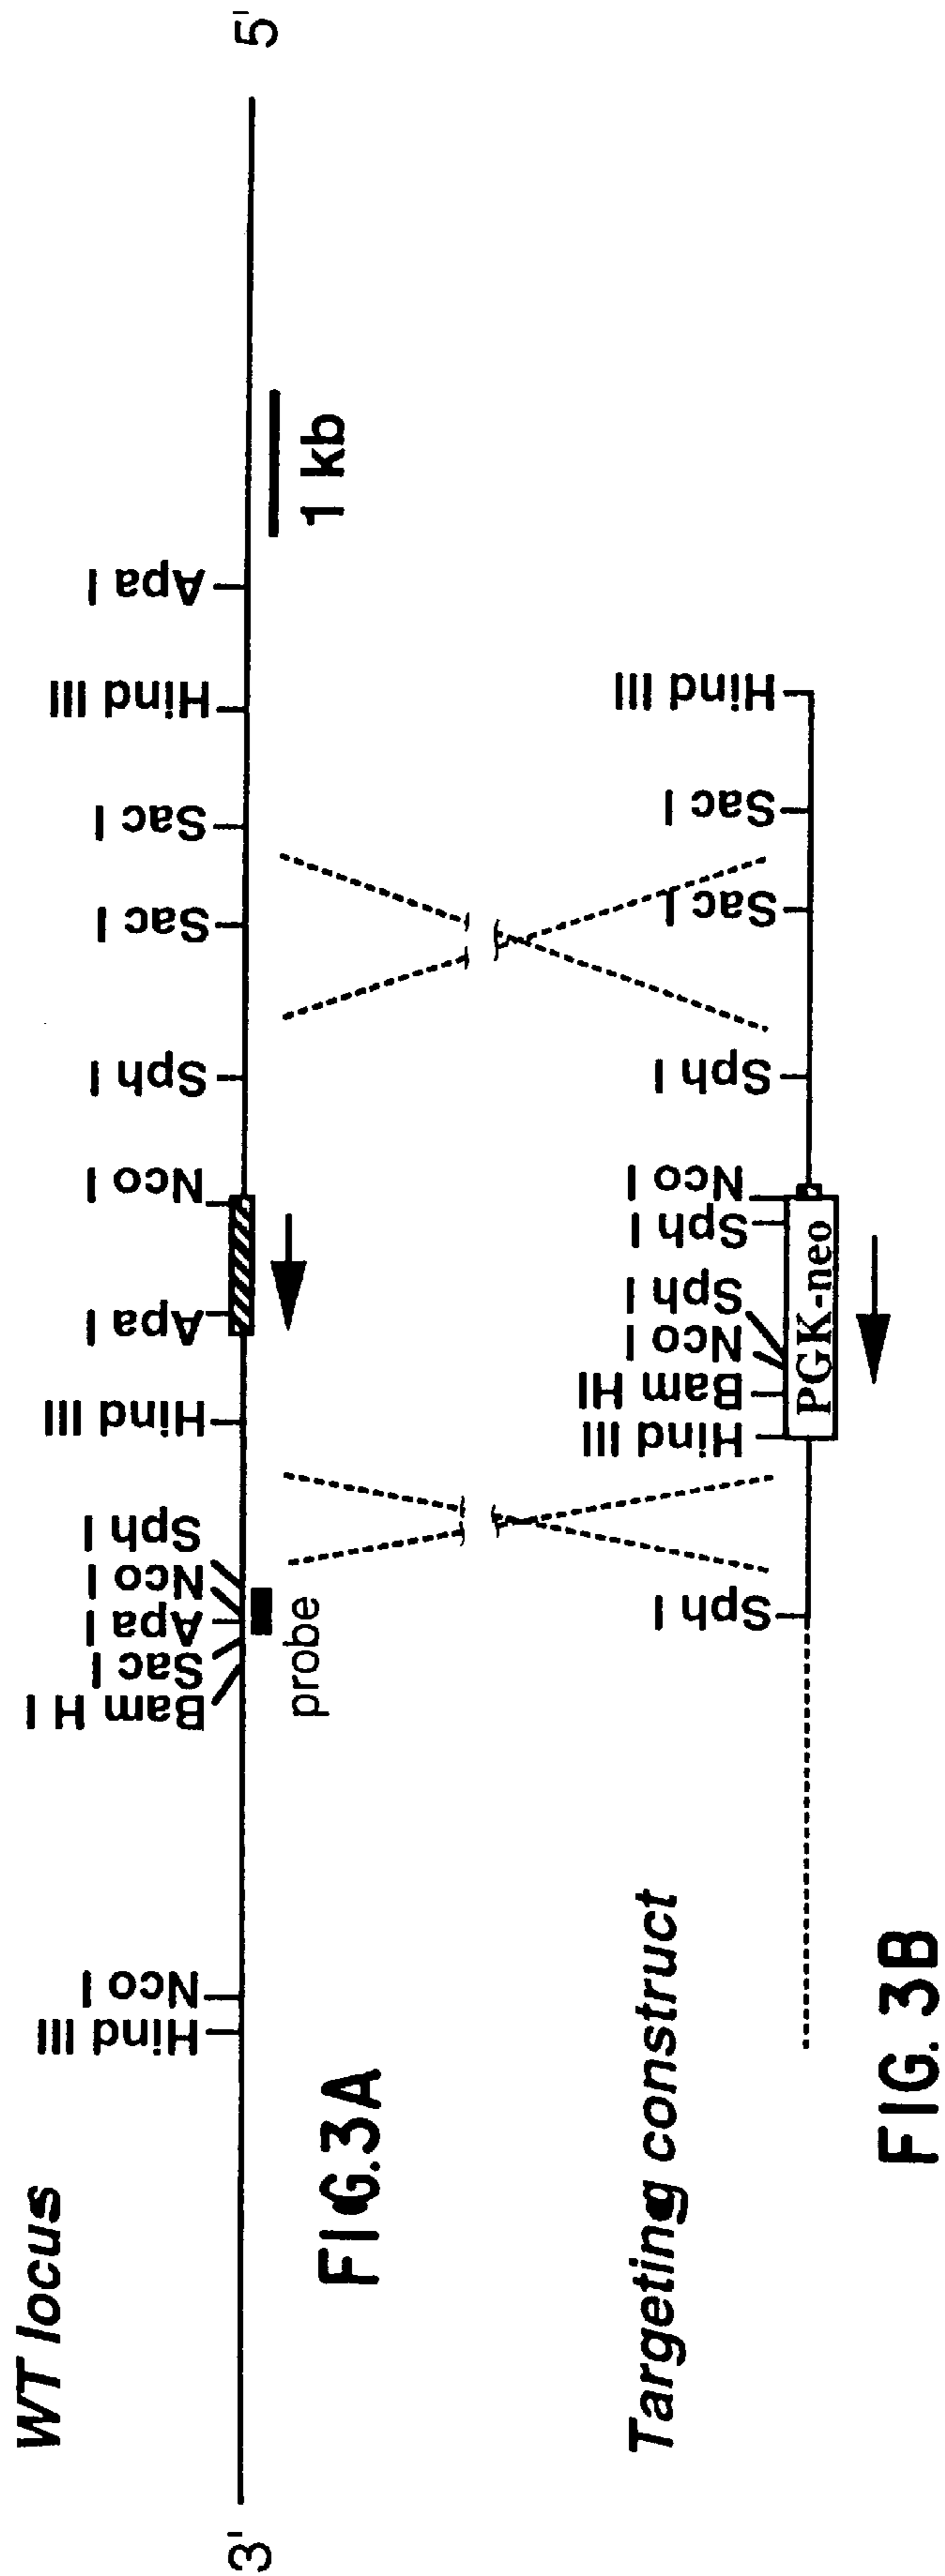 WT locus
3'
Hind III
Nco I
Bam H I
Sac I
Apa I
Nco I
Sph I
Hind III
Apa I
Nco I
Sph I
Sac I
Sac I
Hind III
Apa I
5'
probe
1 kb
FIG.3A
Targeting construct
Sph I
Hind III
Bam HI
Nco I
Sph I
Sph I
Nco I
Sph I
Sac I
Sac I
Hind III
PGK-neo
FIG. 3B